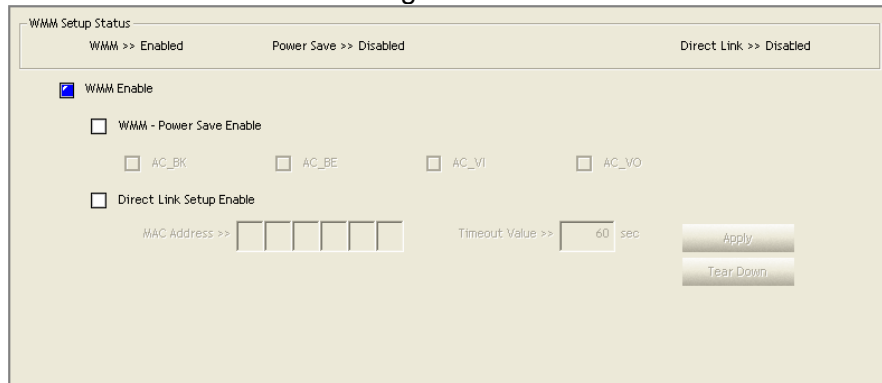 WMM Setup Status
WMM >> Enabled Power Save >> Disabled Direct Link >> Disabled
WMM Enable
WMM - Power Save Enable
AC_BK AC_BE AC_VI AC_VO
Direct Link Setup Enable
MAC Address >> Timeout Value >> 60 sec Apply
Tear Down